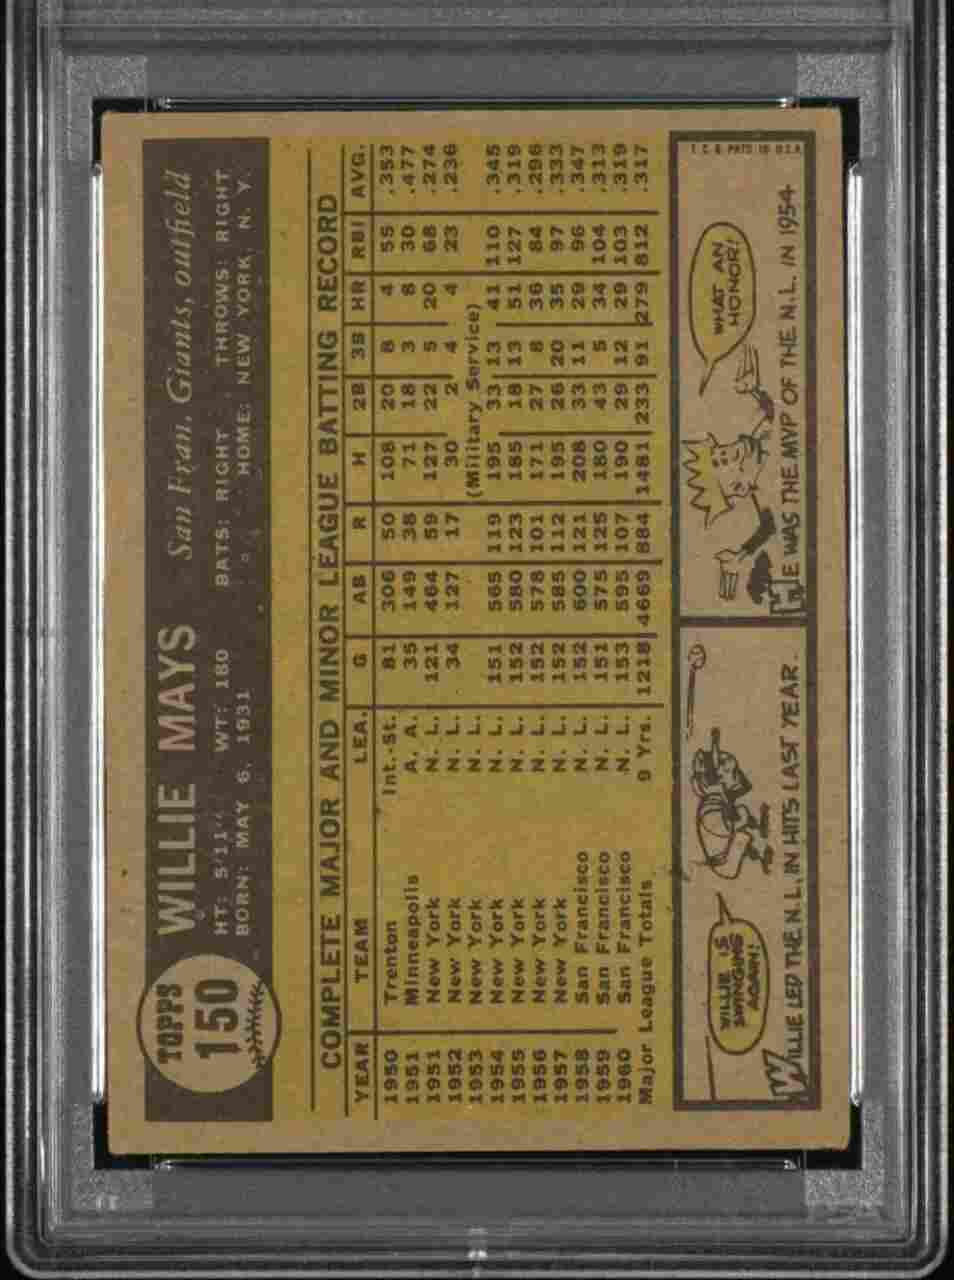 TOPPS
150
WILLIE MAYS San Fran. Giants, outfield
HT: 5'11" WT: 180 BATS: RIGHT THROWS: RIGHT
BORN: MAY 6, 1931 HOME: NEW YORK, N. Y.
COMPLETE MAJOR AND MINOR LEAGUE BATTING RECORD
YEAR TEAM LEA. G AB R H 2B 3B HR RBI AVG.
1950 Trenton Int.-St. 81 306 50 108 20 8 4 55 .353
1951 Minneapolis A. A. 35 149 38 71 18 3 8 30 .477
1951 New York N. L. 121 464 59 127 22 5 20 68 .274
1952 New York N. L. 34 127 17 30 2 4 4 23 .236
1953 New York N. L. (Military Service)
1954 New York N. L. 151 565 119 195 33 13 41 110 .345
1955 New York N. L. 152 580 123 185 18 13 51 127 .319
1956 New York N. L. 152 578 101 171 27 8 36 84 .296
1957 New York N. L. 152 585 112 195 26 20 35 97 .333
1958 San Francisco N. L. 152 600 121 208 33 11 29 96 .347
1959 San Francisco N. L. 151 575 125 180 43 5 34 104 .313
1960 San Francisco N. L. 153 595 107 190 29 12 29 103 .319
Major League Totals 9 Yrs. 1218 4669 884 1481 233 91 279 812 .317
WILLIE IS
SWINGING
AGAIN!
WILLIE LED THE N.L. IN HITS LAST YEAR.
WHAT AN
HONOR!
HE WAS THE MVP OF THE N.L. IN 1954
T. C. G. PRTD. IN U.S.A.